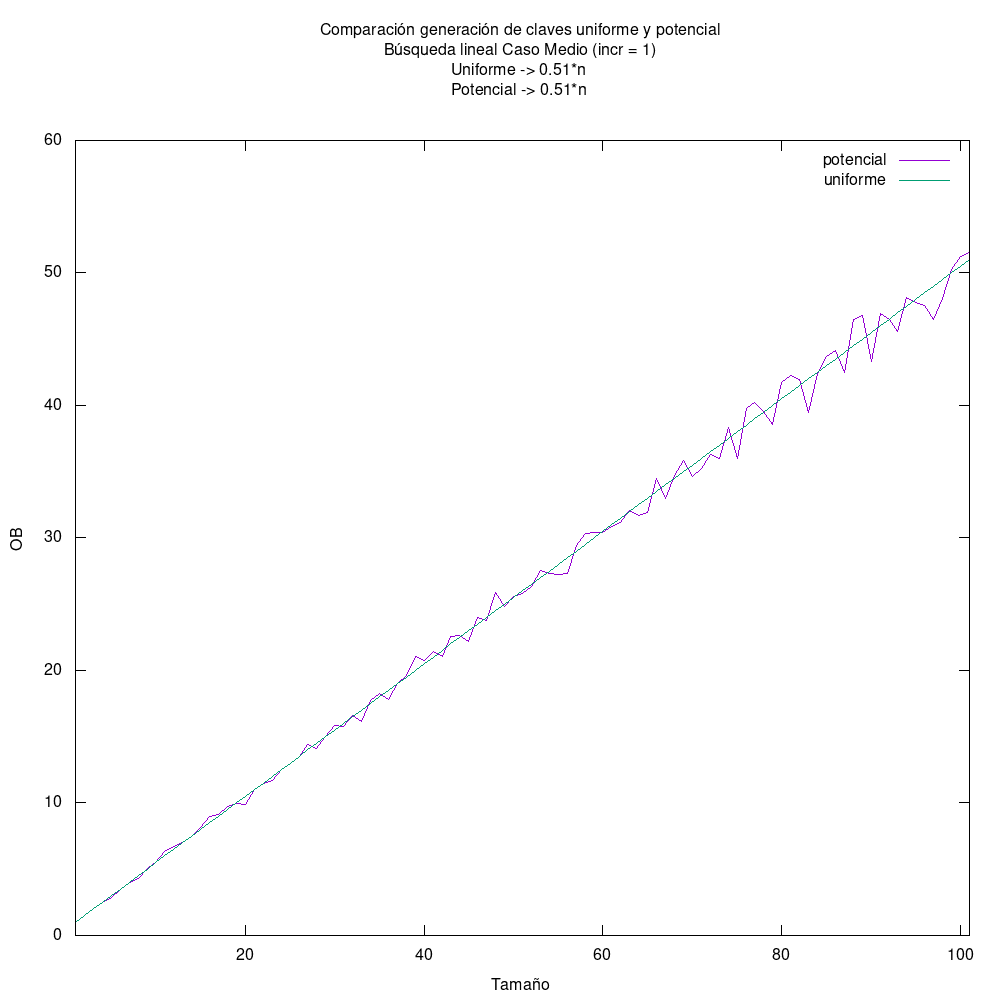 Comparación generación de claves uniforme y potencial
Búsqueda lineal Caso Medio (incr = 1)
Uniforme -> 0.51*n
Potencial -> 0.51*n
potencial
uniforme
60
50
40
30
20
10
0
OB
20
40
60
80
100
Tamaño